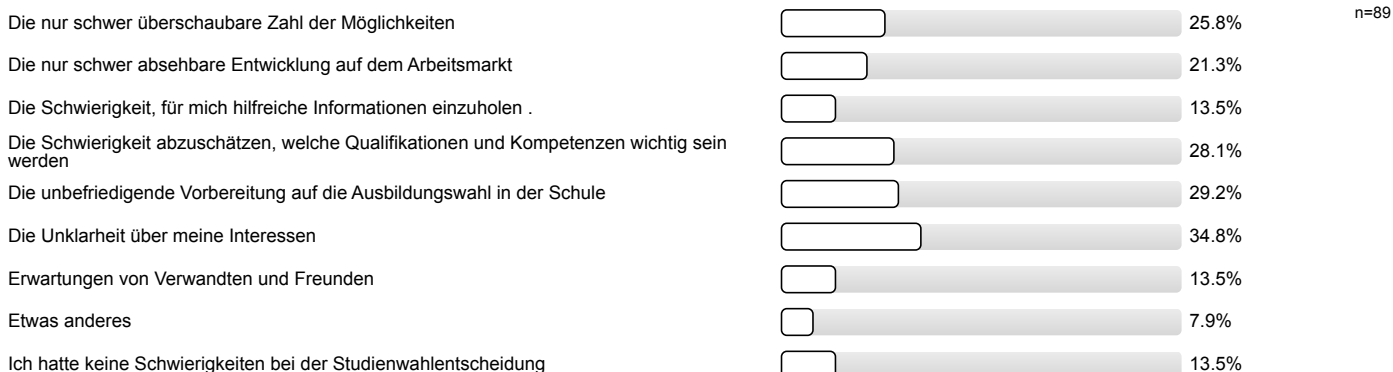 Die nur schwer überschaubare Zahl der Möglichkeiten 25.8% n=89
Die nur schwer absehbare Entwicklung auf dem Arbeitsmarkt 21.3%
Die Schwierigkeit, für mich hilfreiche Informationen einzuholen . 13.5%
Die Schwierigkeit abzuschätzen, welche Qualifikationen und Kompetenzen wichtig sein
werden 28.1%
Die unbefriedigende Vorbereitung auf die Ausbildungswahl in der Schule 29.2%
Die Unklarheit über meine Interessen 34.8%
Erwartungen von Verwandten und Freunden 13.5%
Etwas anderes 7.9%
Ich hatte keine Schwierigkeiten bei der Studienwahlentscheidung 13.5%